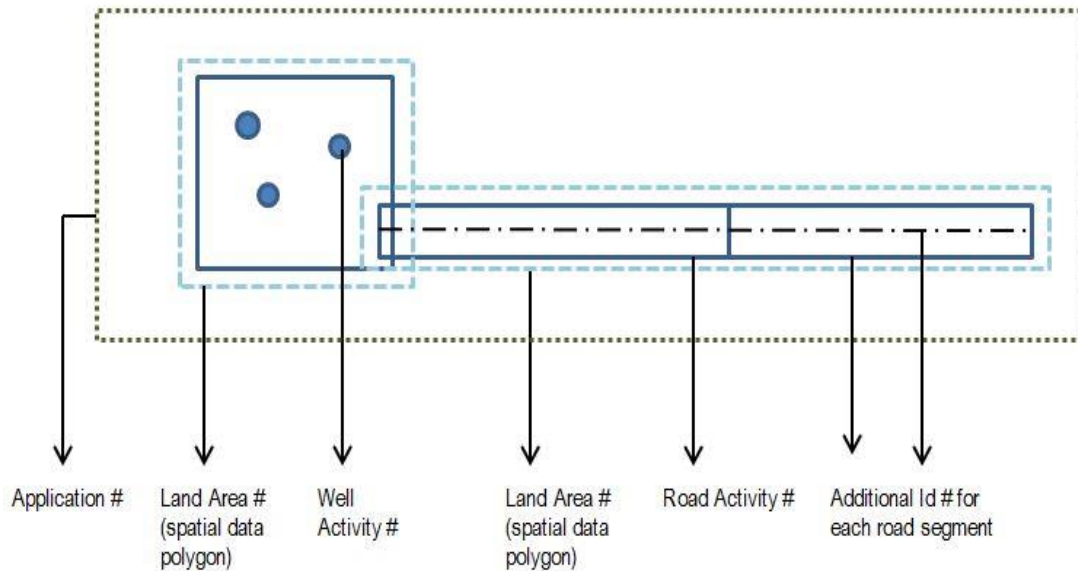 Application #
Land Area #
(spatial data
polygon)
Well
Activity #
Land Area #
(spatial data
polygon)
Road Activity #
Additional Id # for
each road segment